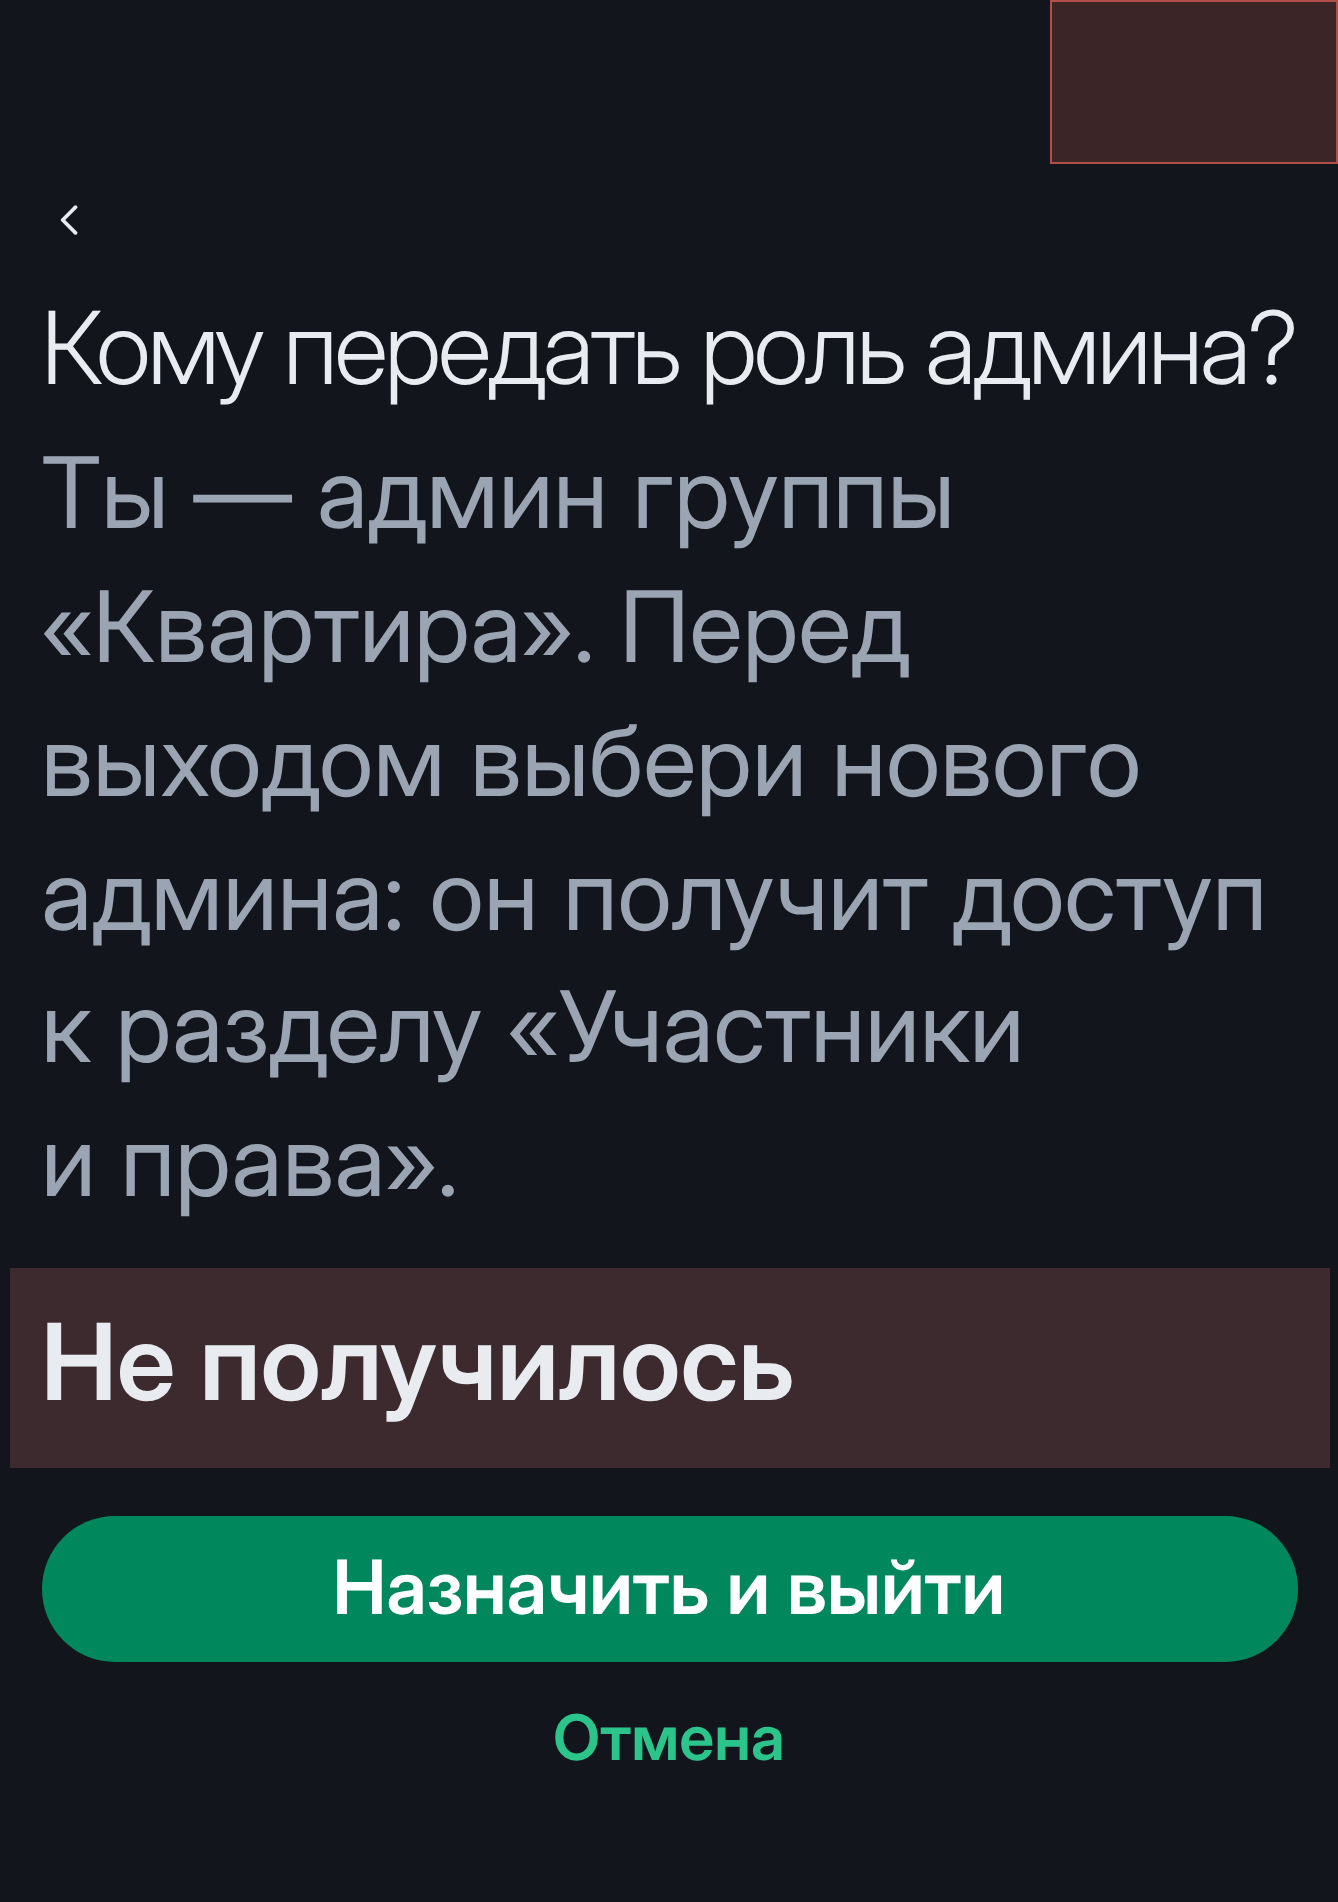 Кому передать роль админа?
Ты — админ группы
«Квартира». Перед
выходом выбери нового
админа: он получит доступ
к разделу «Участники
и права».
Не получилось
Назначить и выйти
Отмена